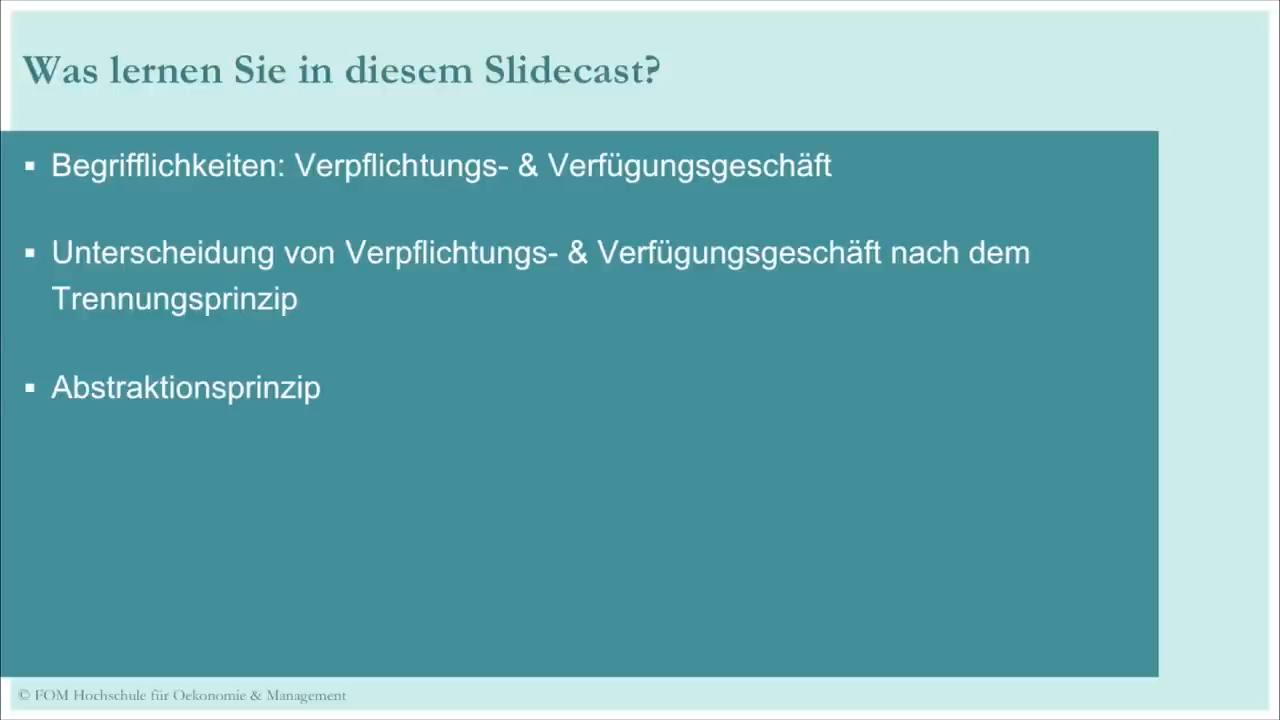 Was lernen Sie in diesem Slidecast?
▪ Begrifflichkeiten: Verpflichtungs- & Verfügungsgeschäft
▪ Unterscheidung von Verpflichtungs- & Verfügungsgeschäft nach dem
Trennungsprinzip
▪ Abstraktionsprinzip
© FOM Hochschule für Oekonomie & Management